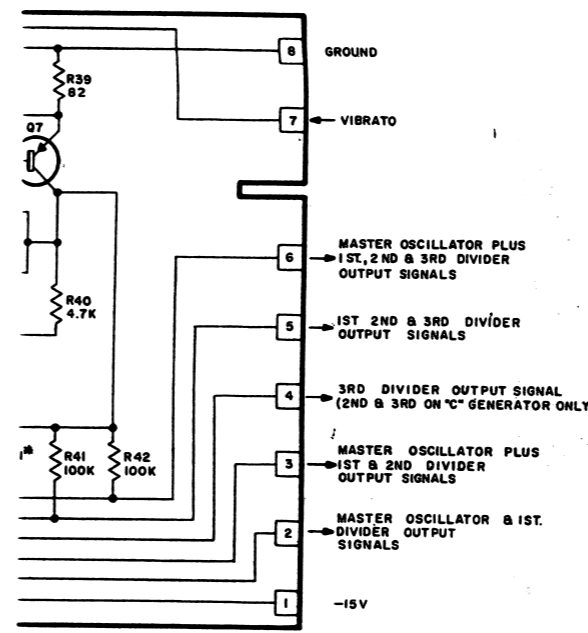 8 GROUND
R39
82
7 VIBRATO
Q7
MASTER OSCILLATOR PLUS
6 1ST, 2ND & 3RD DIVIDER
OUTPUT SIGNALS
R40
4.7K
5 1ST 2ND & 3RD DIVIDER
OUTPUT SIGNALS
4 3RD DIVIDER OUTPUT SIGNAL
(2ND & 3RD ON "C" GENERATOR ONLY
R41
100K
R42
100K
MASTER OSCILLATOR PLUS
3 1ST & 2ND DIVIDER
OUTPUT SIGNALS
MASTER OSCILLATOR & 1ST.
2 DIVIDER OUTPUT
SIGNALS
1 -15V